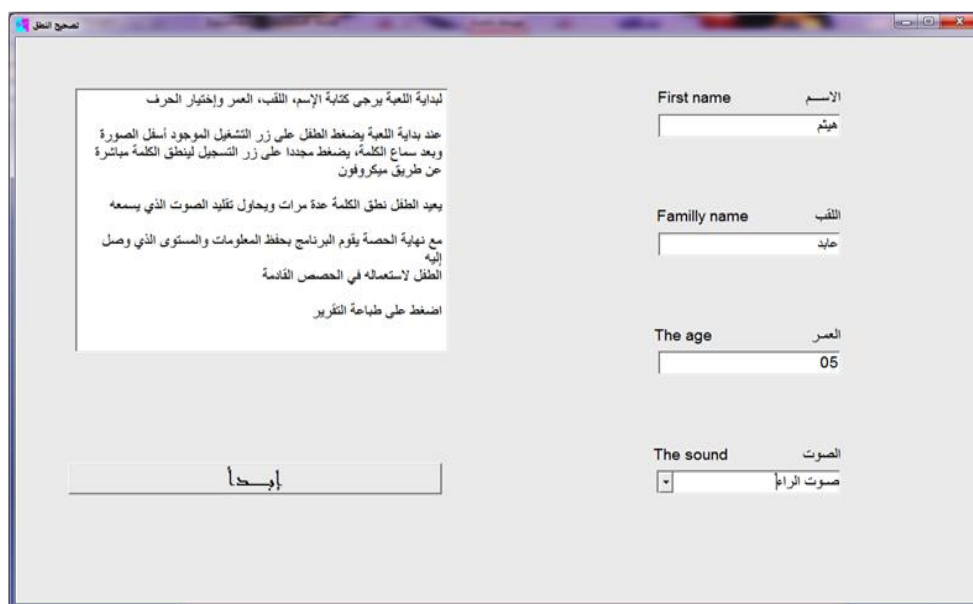 تصحيح النطق
لبداية اللعبة يرجى كتابة الإسم، اللقب، العمر وإختيار الحرف
عند بداية اللعبة يضغط الطفل على زر التشغيل الموجود أسفل الصورة
وبعد سماع الكلمة، يضغط مجددا على زر التسجيل لينطق الكلمة مباشرة
عن طريق ميكروفون
يعيد الطفل نطق الكلمة عدة مرات ويحاول تقليد الصوت الذي يسمعه
مع نهاية الحصة يقوم البرنامج بحفظ المعلومات والمستوى الذي وصل
إليه
الطفل لاستعماله في الحصص القادمة
اضغط على طباعة التقرير
إبــدأ
First name الاســم
هيثم
Familly name اللقب
عابد
The age العمر
05
The sound الصوت
صوت الراء